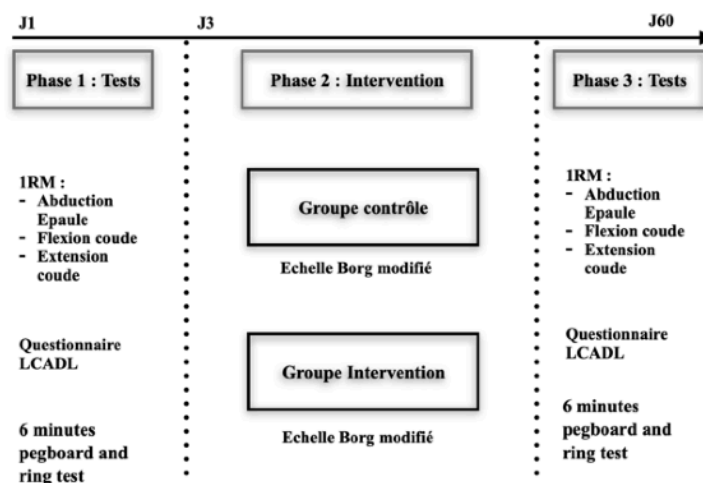 J1
J3
J60
Phase 1 : Tests
Phase 2 : Intervention
Phase 3 : Tests
1RM :
- Abduction
Epaule
- Flexion coude
- Extension
coude
Questionnaire
LCADL
6 minutes
pegboard and
ring test
Groupe contrôle
Echelle Borg modifié
Groupe Intervention
Echelle Borg modifié
1RM :
- Abduction
Epaule
- Flexion coude
- Extension
coude
Questionnaire
LCADL
6 minutes
pegboard and
ring test